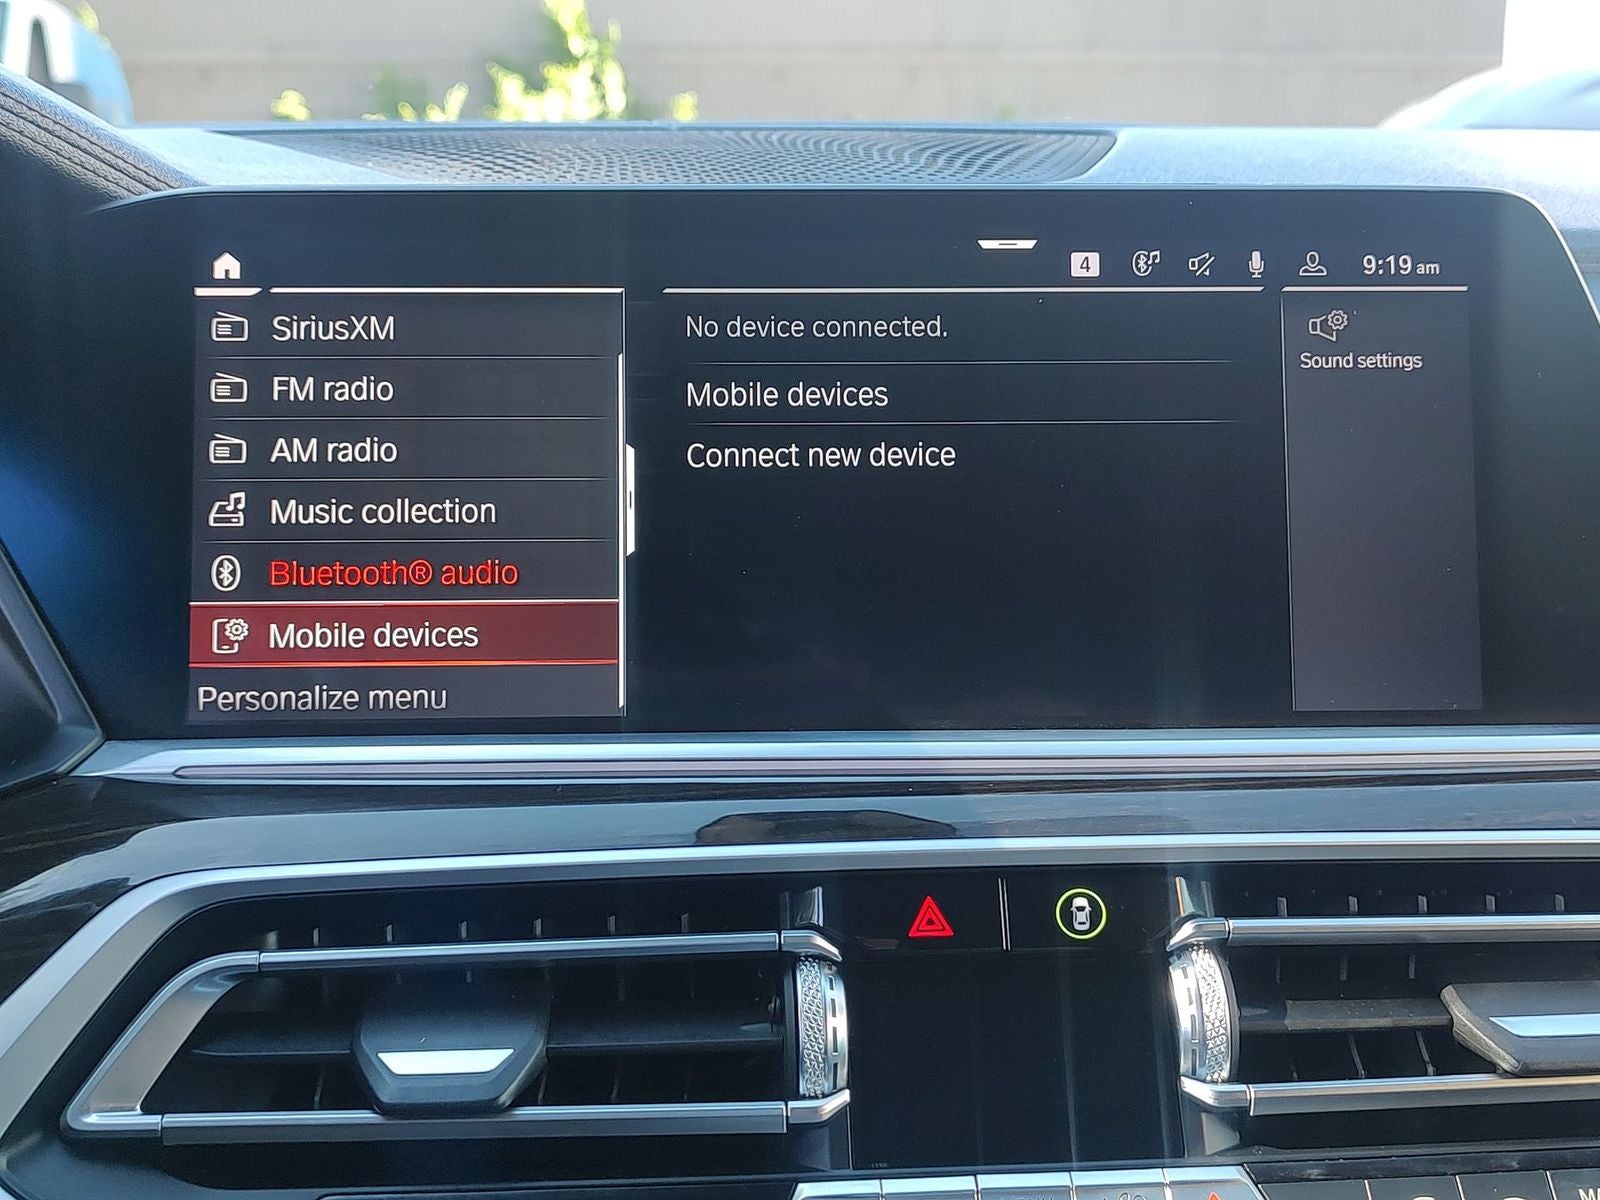 4
9:19 am
SiriusXM
FM radio
AM radio
Music collection
Bluetooth® audio
Mobile devices
Personalize menu
No device connected.
Mobile devices
Connect new device
Sound settings